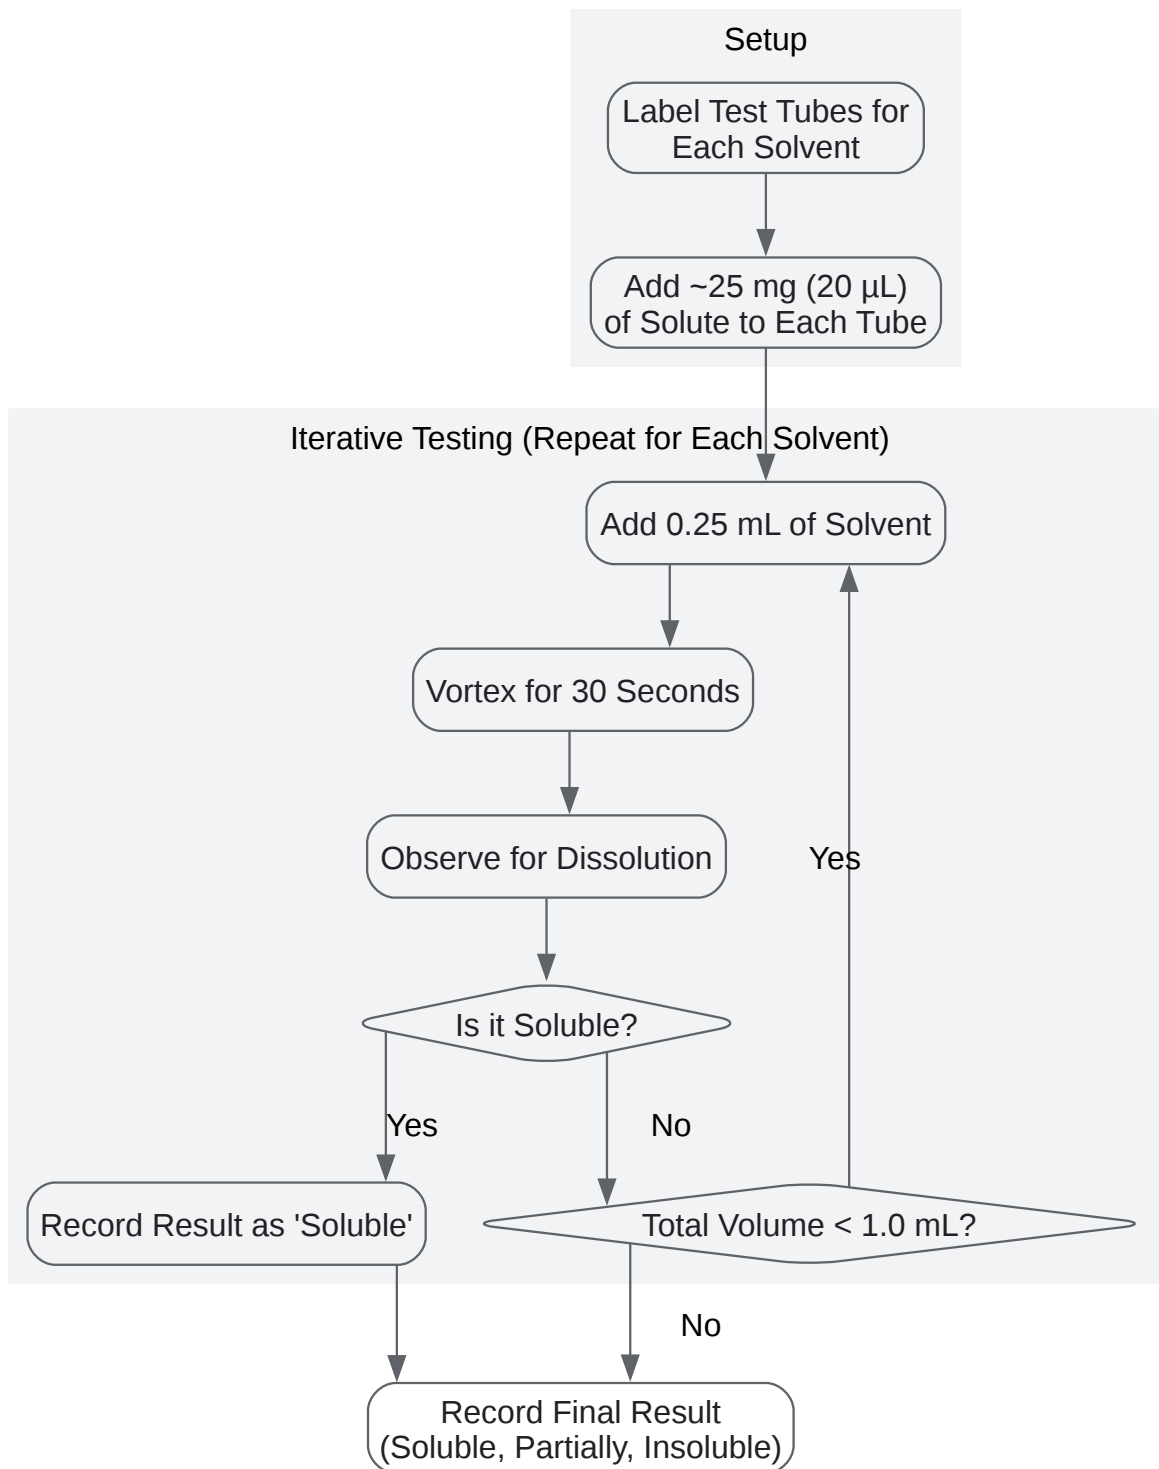 Setup
Label Test Tubes for
Each Solvent
Add ~25 mg (20 µL)
of Solute to Each Tube
Iterative Testing (Repeat for Each Solvent)
Add 0.25 mL of Solvent
Vortex for 30 Seconds
Observe for Dissolution
Yes
Is it Soluble?
Yes
No
Record Result as 'Soluble'
Total Volume < 1.0 mL?
No
Record Final Result
(Soluble, Partially, Insoluble)